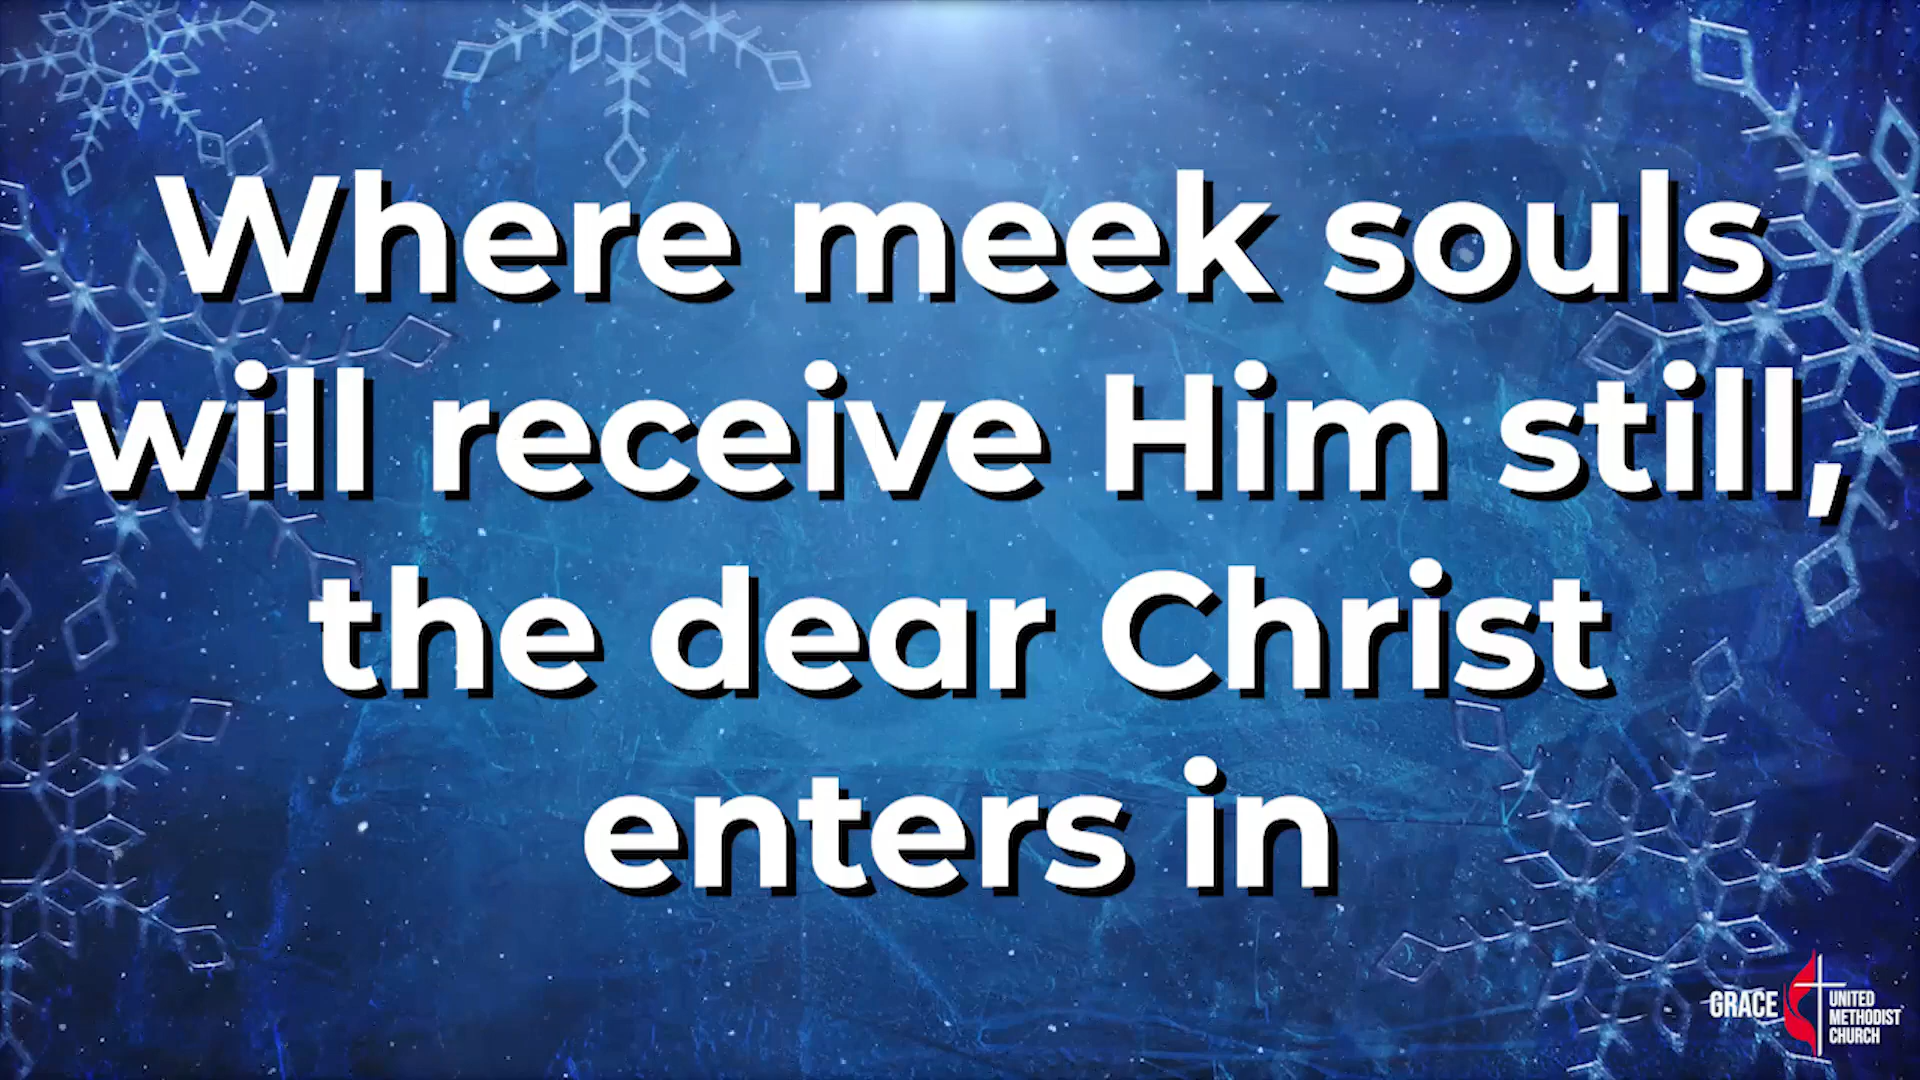 Where meek souls
will receive Him still,
the dear Christ
enters in
GRACE
UNITED
METHODIST
CHURCH